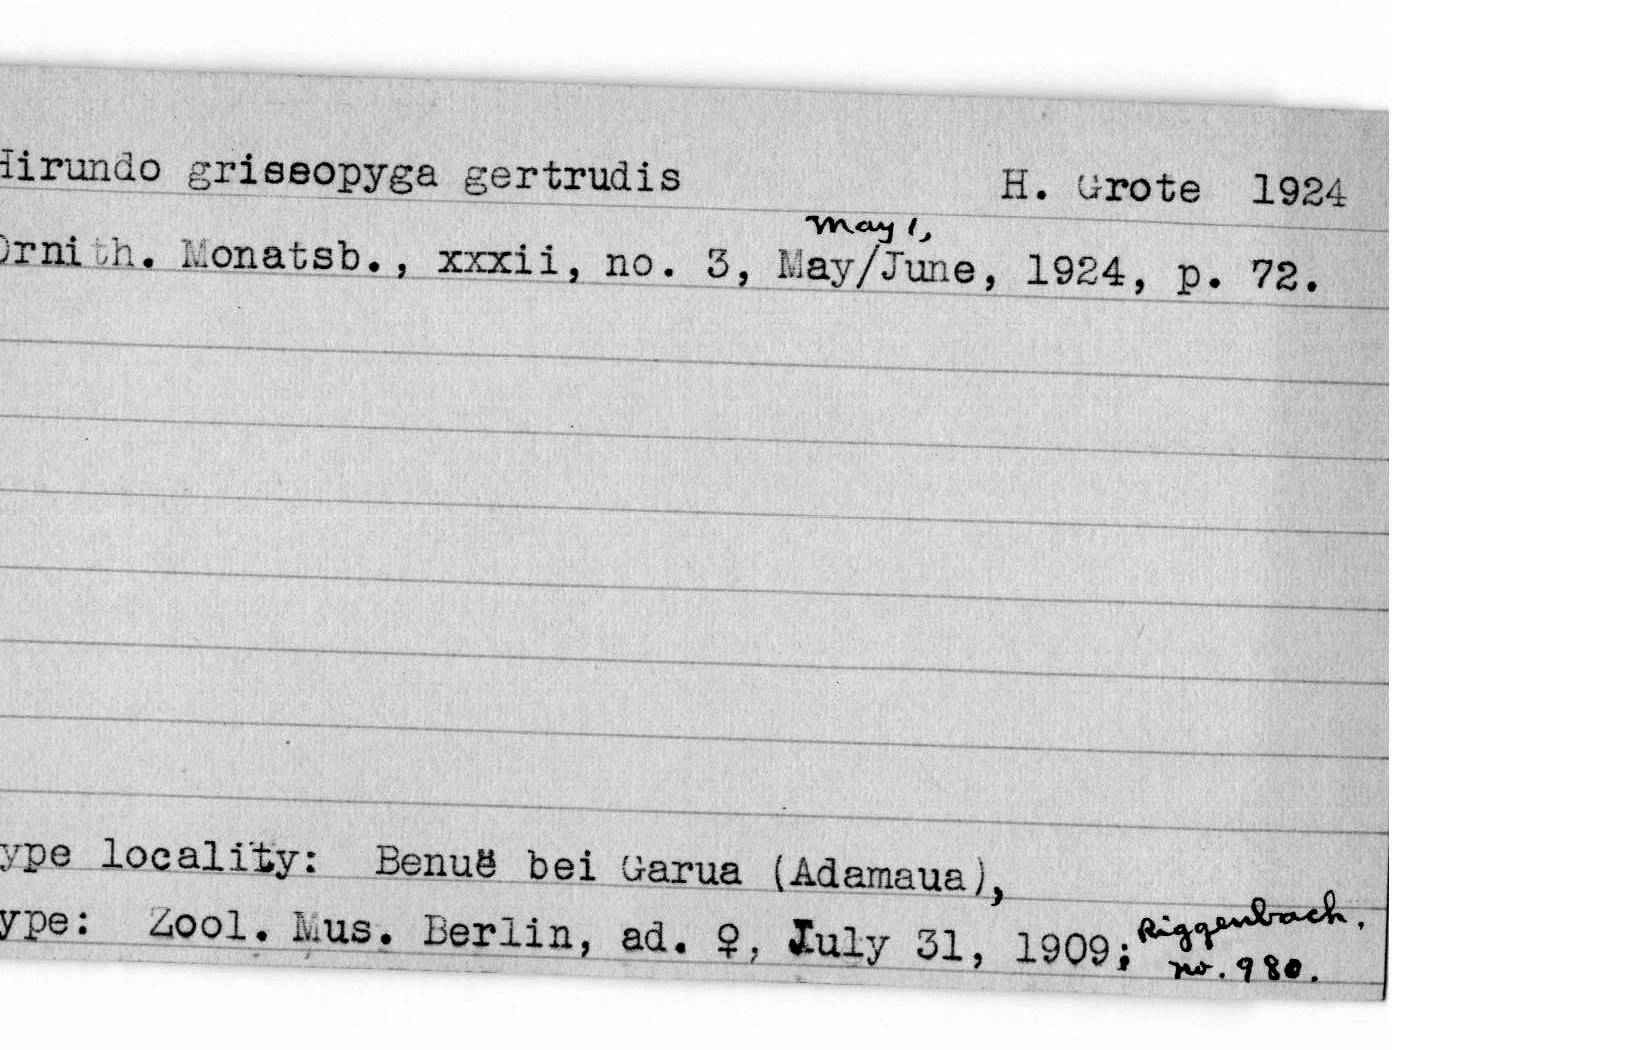 Hirundo griseopyga gertrudis H. Grote 1924
May 1,
Ornith. Monatsb., xxxii, no. 3, May/June, 1924, p. 72.
ype locality: Benuë bei Garua (Adamaua),
ype: Zool. Mus. Berlin, ad. ♀, July 31, 1909; Riggenbach.
no. 980.